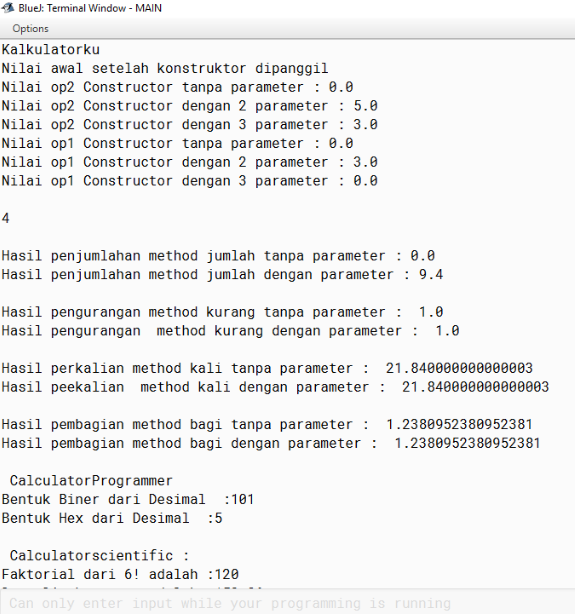 BlueJ: Terminal Window - MAIN
Options
Kalkulatorku
Nilai awal setelah konstruktor dipanggil
Nilai op2 Constructor tanpa parameter : 0.0
Nilai op2 Constructor dengan 2 parameter : 5.0
Nilai op2 Constructor dengan 3 parameter : 3.0
Nilai op1 Constructor tanpa parameter : 0.0
Nilai op1 Constructor dengan 2 parameter : 3.0
Nilai op1 Constructor dengan 3 parameter : 0.0
4
Hasil penjumlahan method jumlah tanpa parameter : 0.0
Hasil penjumlahan method jumlah dengan parameter : 9.4
Hasil pengurangan method kurang tanpa parameter :  1.0
Hasil pengurangan  method kurang dengan parameter :  1.0
Hasil perkalian method kali tanpa parameter :  21.840000000000003
Hasil peekalian  method kali dengan parameter :  21.840000000000003
Hasil pembagian method bagi tanpa parameter :  1.2380952380952381
Hasil pembagian method bagi dengan parameter :  1.2380952380952381
CalculatorProgrammer
Bentuk Biner dari Desimal  :101
Bentuk Hex dari Desimal  :5
Calculatorscientific :
Faktorial dari 6! adalah :120
Can only enter input while your programming is running